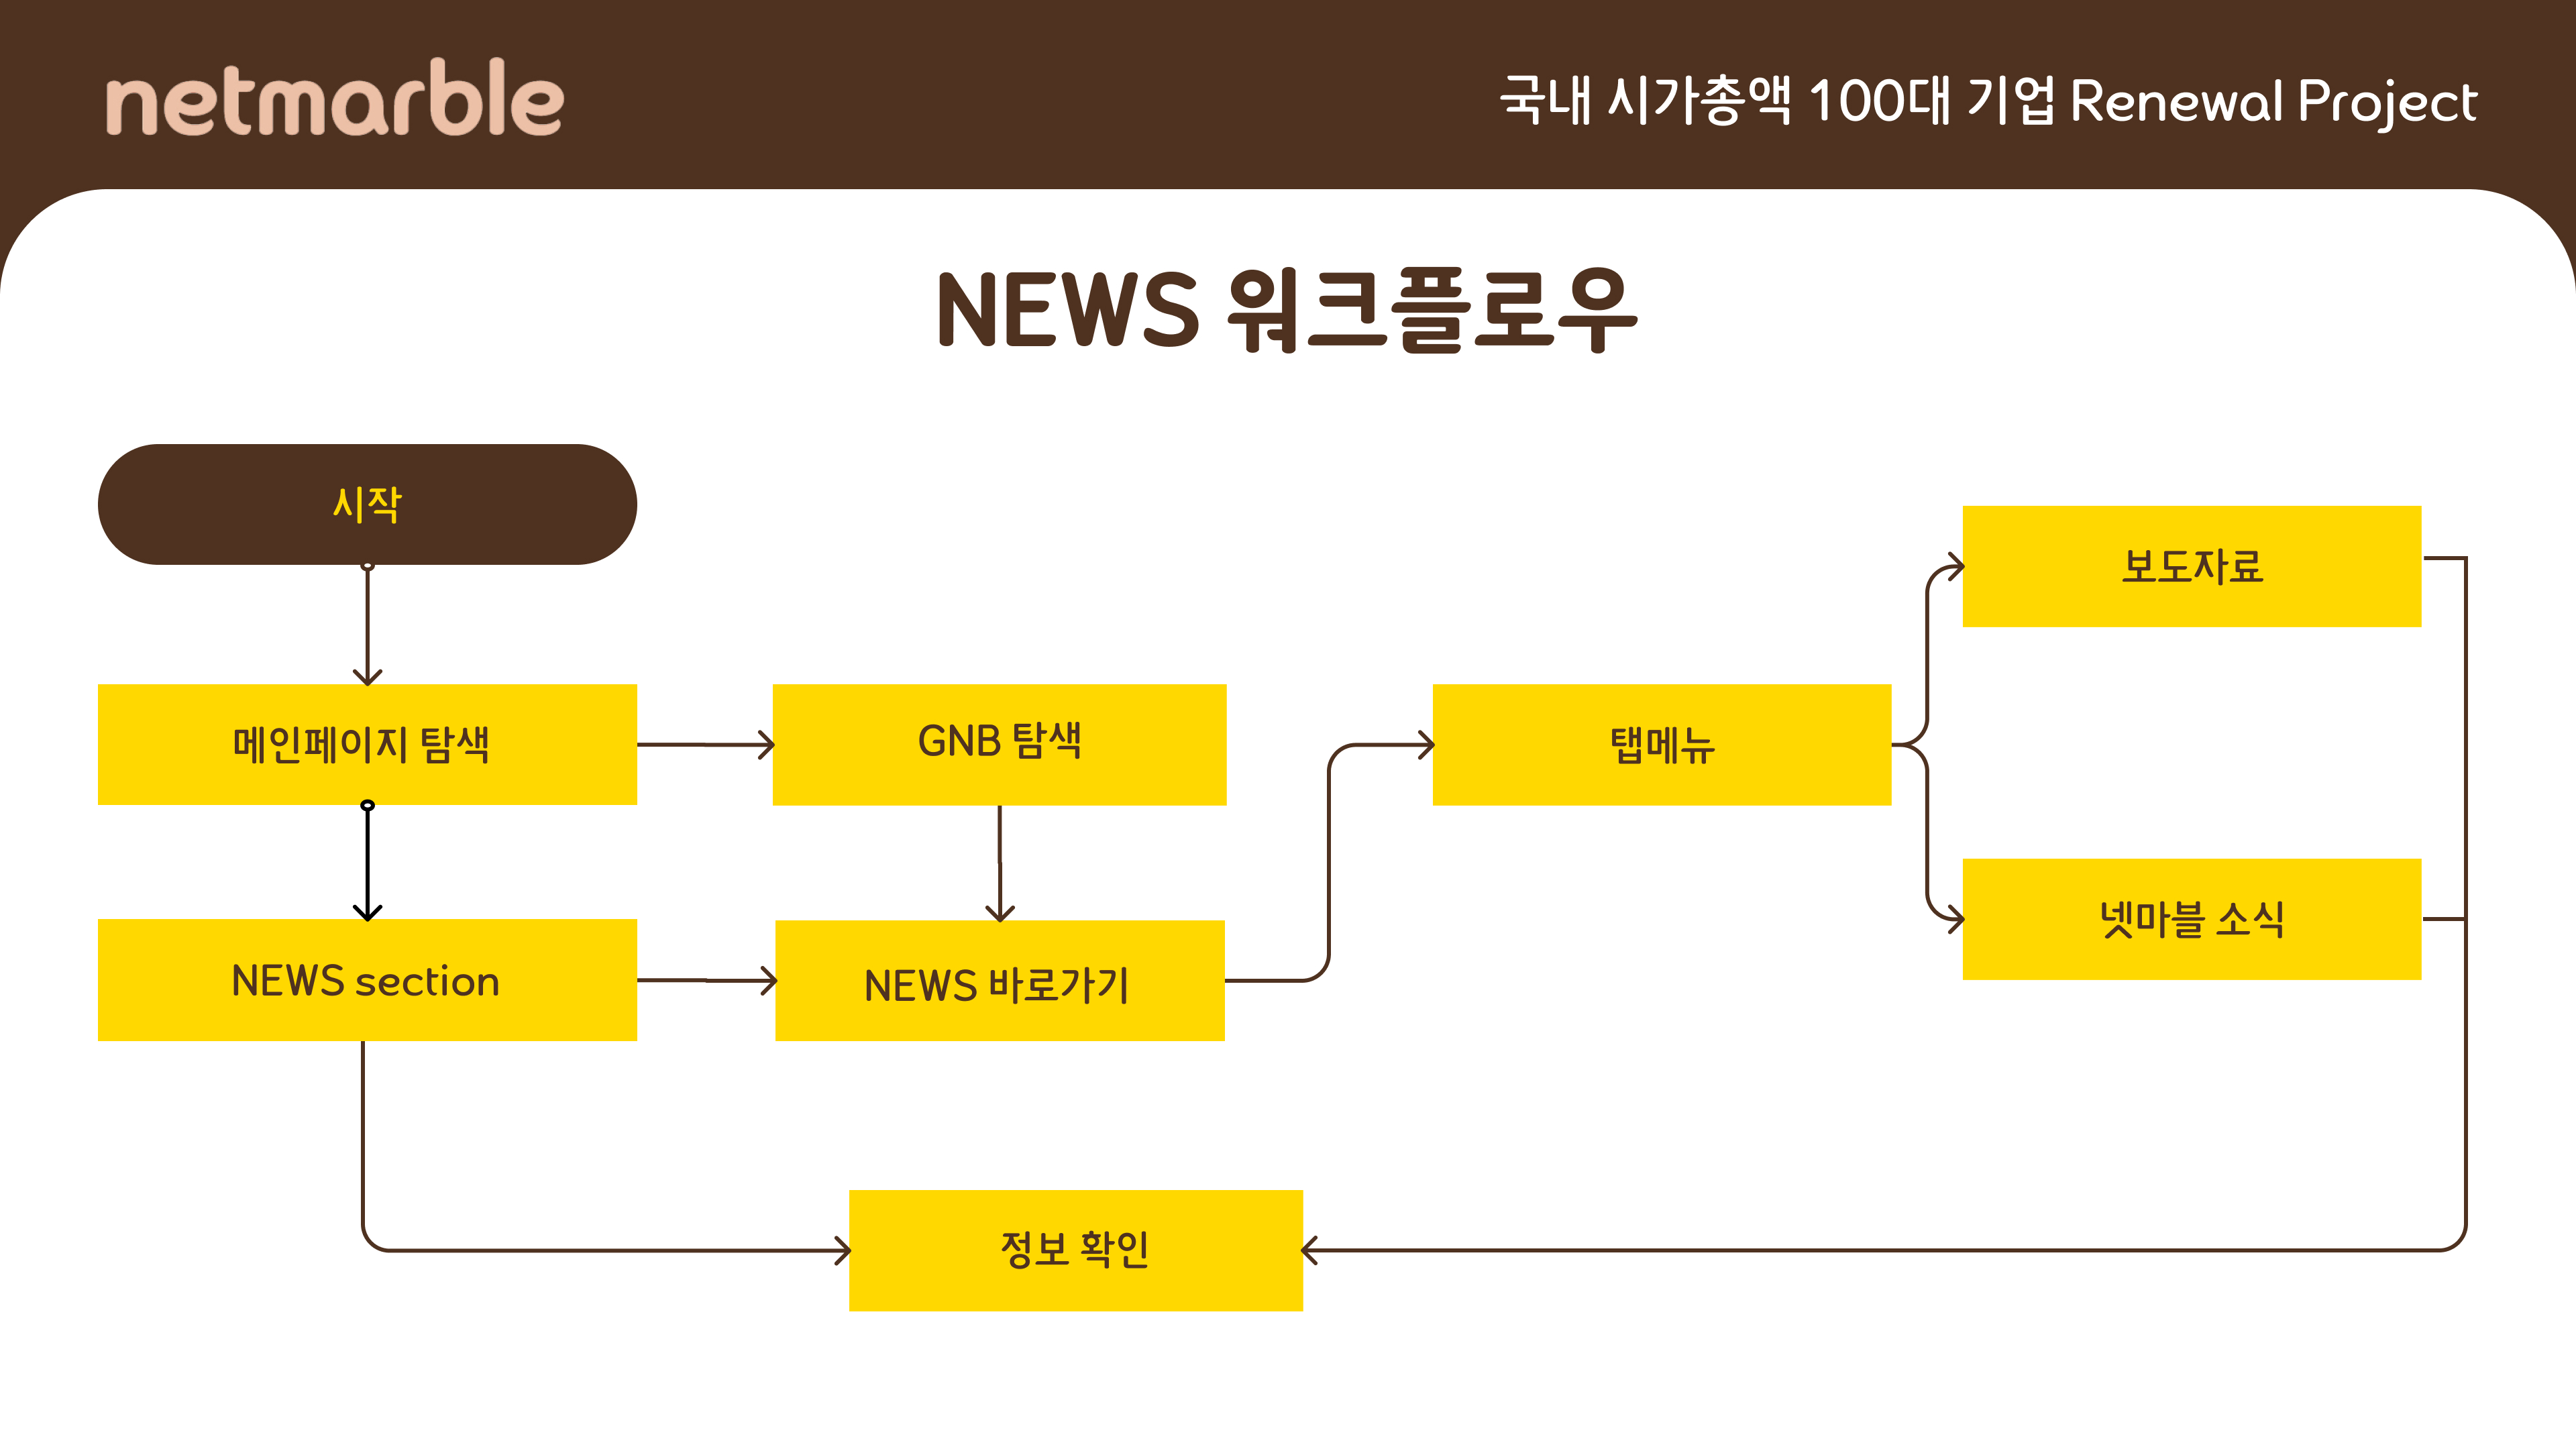 netmarble
국내 시가총액 100대 기업 Renewal Project
NEWS 워크플로우
시작
보도자료
메인페이지 탐색
GNB 탐색
탭메뉴
넷마블 소식
NEWS section
NEWS 바로가기
정보 확인